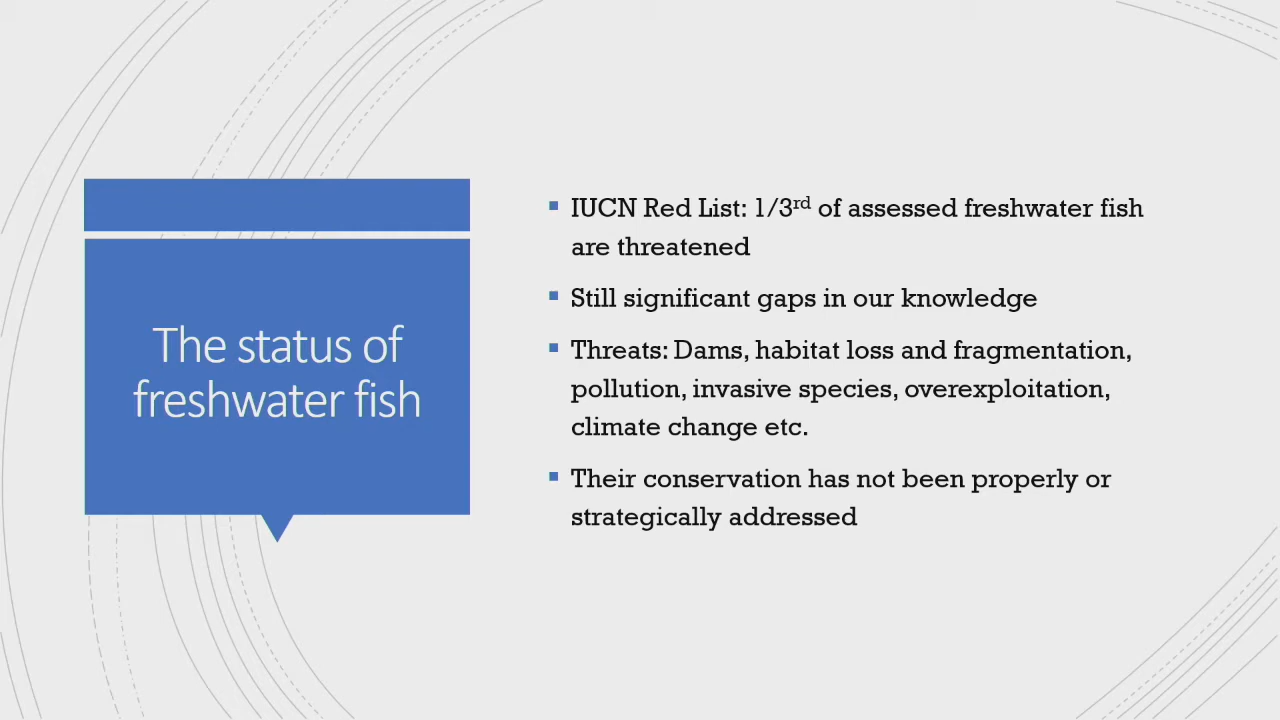 The status of
freshwater fish
IUCN Red List: 1/3rd of assessed freshwater fish
are threatened
Still significant gaps in our knowledge
Threats: Dams, habitat loss and fragmentation,
pollution, invasive species, overexploitation,
climate change etc.
Their conservation has not been properly or
strategically addressed